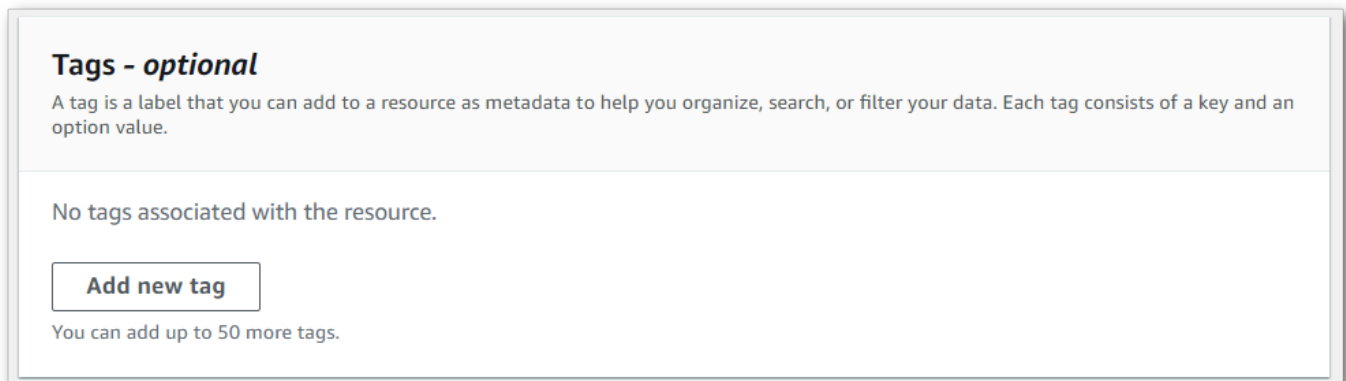 Tags - optional
A tag is a label that you can add to a resource as metadata to help you organize, search, or filter your data. Each tag consists of a key and an
option value.
No tags associated with the resource.
Add new tag
You can add up to 50 more tags.